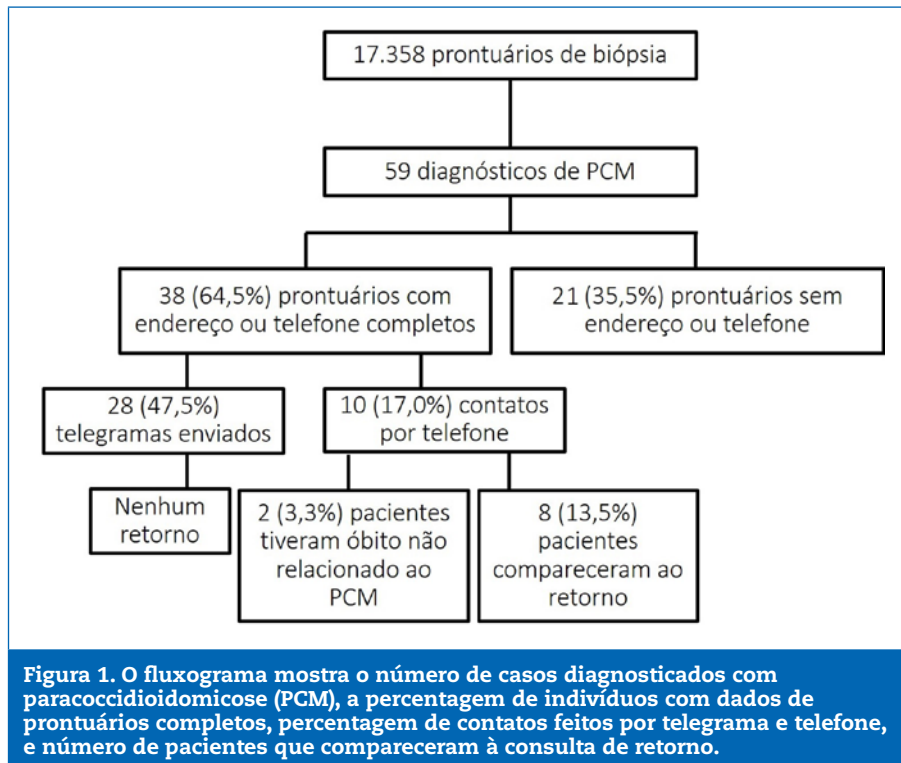 17.358 prontuários de biópsia
59 diagnósticos de PCM
38 (64,5%) prontuários com
endereço ou telefone completos
21 (35,5%) prontuários sem
endereço ou telefone
28 (47,5%)
telegramas enviados
10 (17,0%) contatos
por telefone
Nenhum
retorno
2 (3,3%) pacientes
tiveram óbito não
relacionado ao
PCM
8 (13,5%)
pacientes
compareceram ao
retorno
Figura 1. O fluxograma mostra o número de casos diagnosticados com
paracoccidioidomicose (PCM), a percentagem de indivíduos com dados de
prontuários completos, percentagem de contatos feitos por telegrama e telefone,
e número de pacientes que compareceram à consulta de retorno.